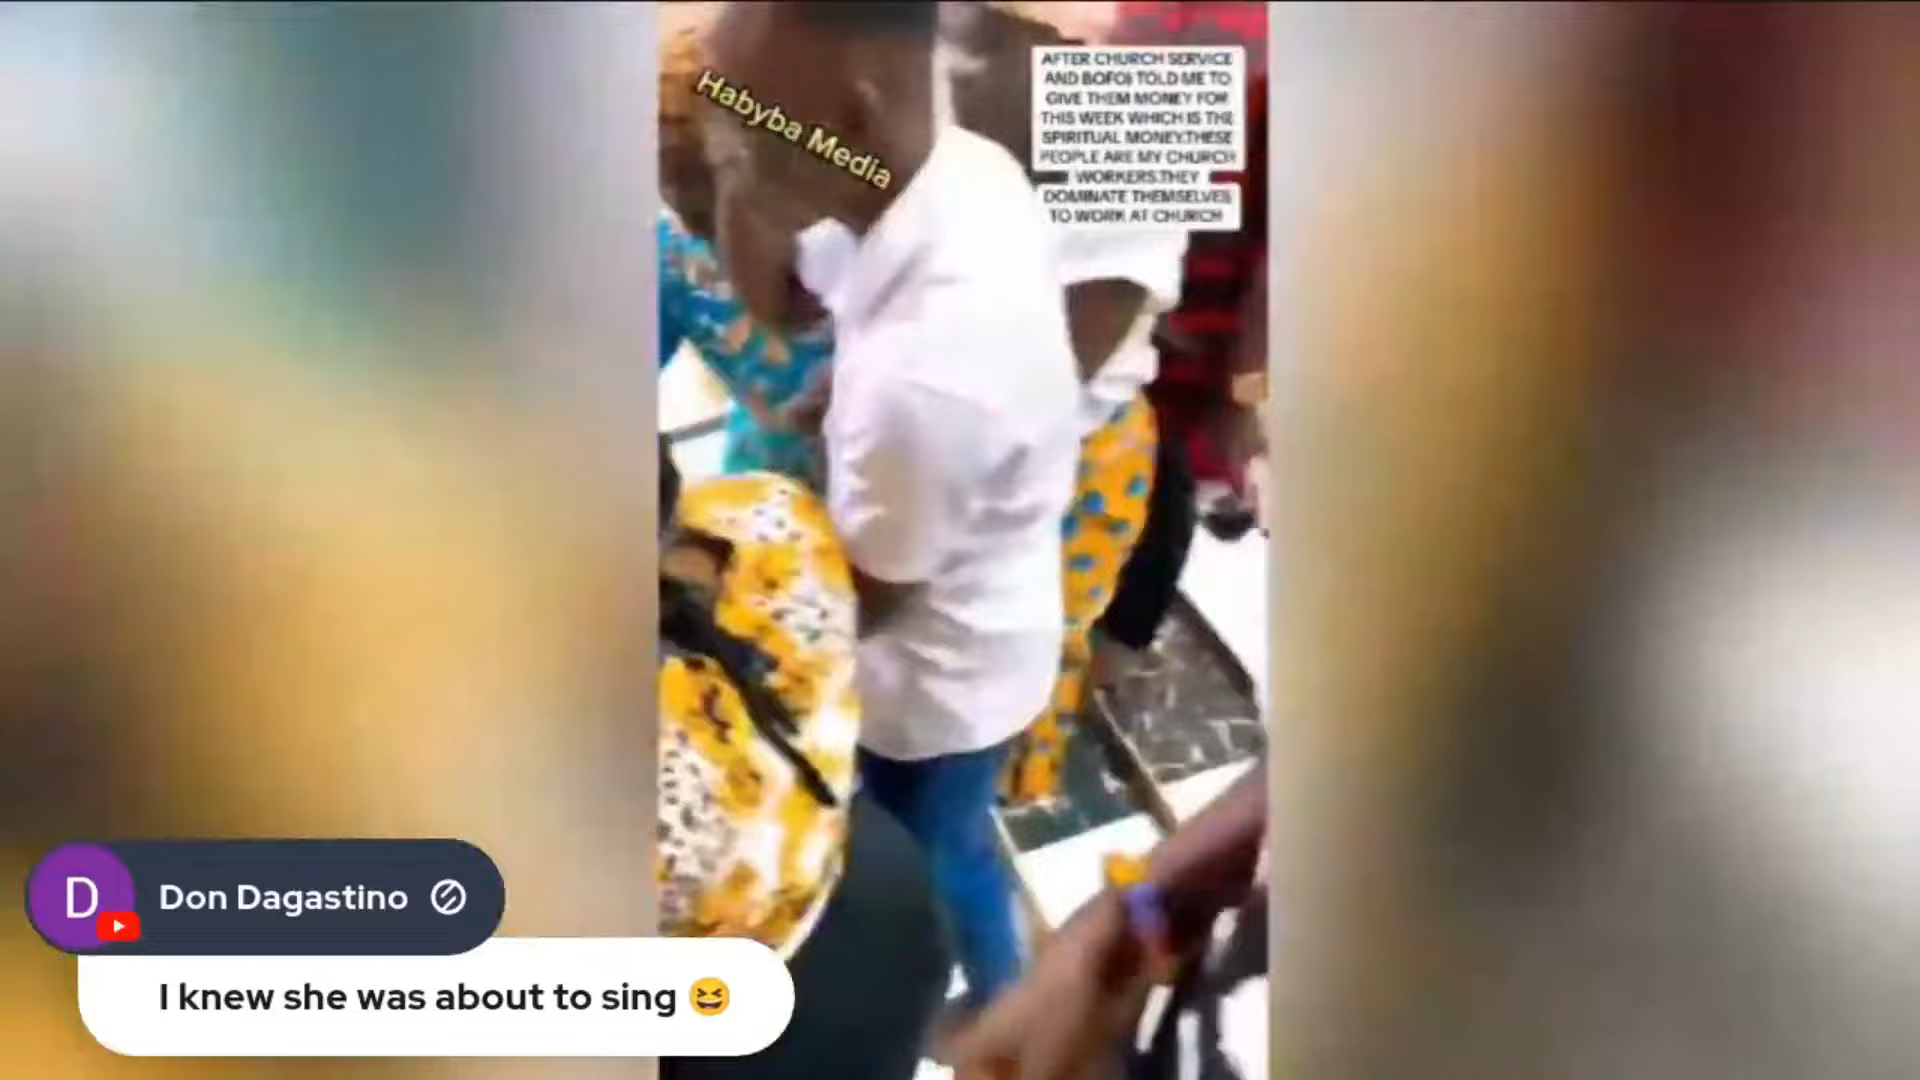 Habyba Media
AFTER CHURCH SERVICE
AND BOFOI TOLD ME TO
GIVE THEM MONEY FOR
THIS WEEK WHICH IS THE
SPIRITUAL MONEY.THESE
PEOPLE ARE MY CHURCH
WORKERS.THEY
DOMINATE THEMSELVES
TO WORK AT CHURCH
D
Don Dagastino
I knew she was about to sing 😆